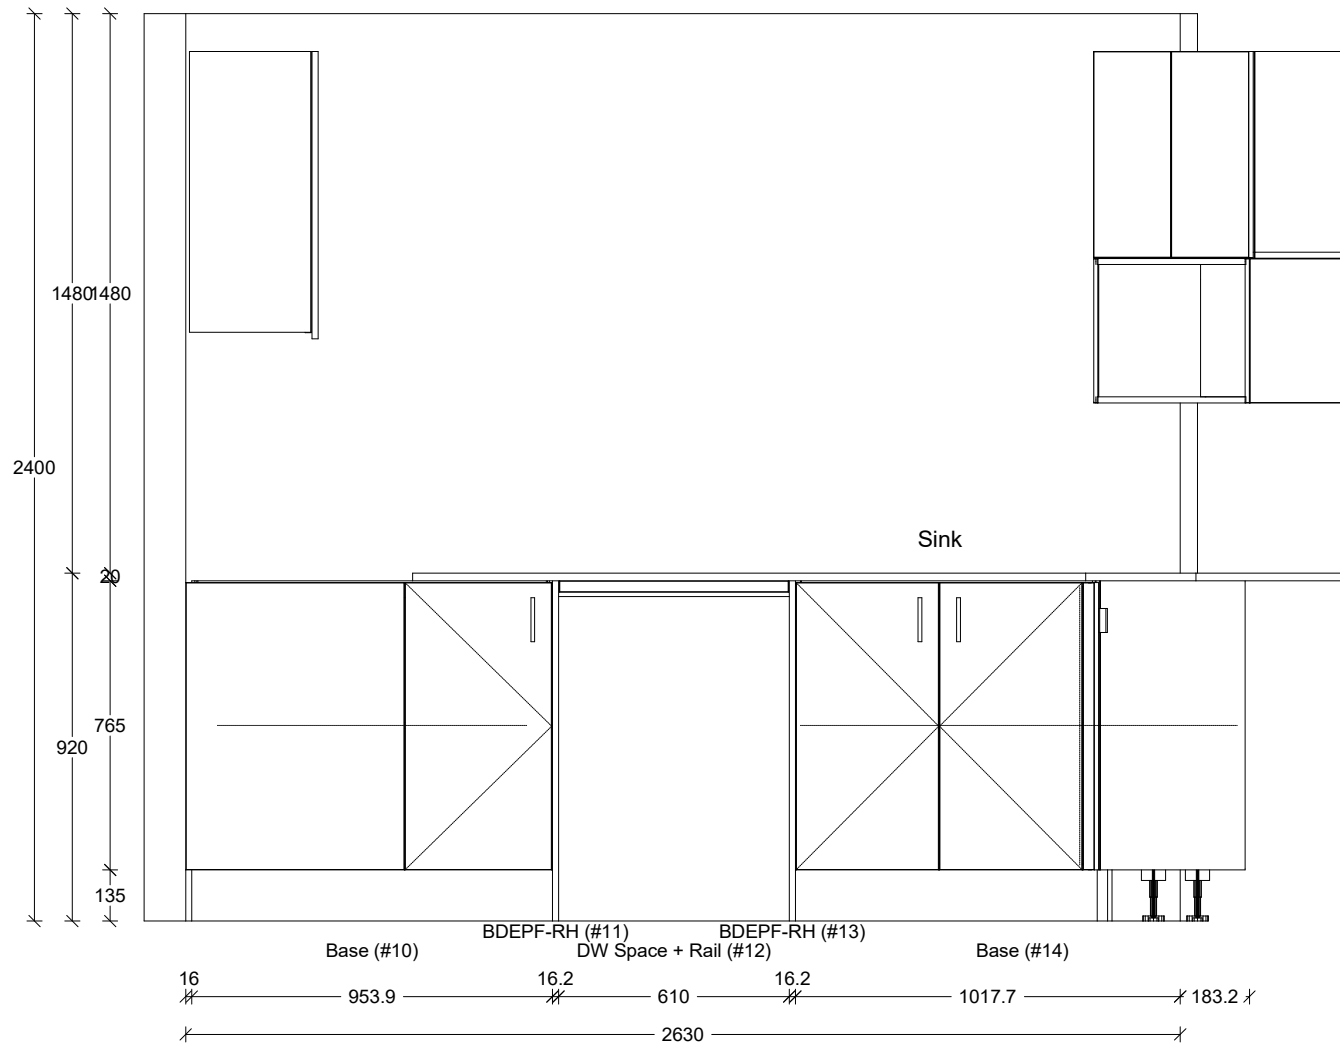 1480
1480
2400
Sink
20
765
920
135
BDEPF-RH (#11)
BDEPF-RH (#13)
Base (#10)
DW Space + Rail (#12)
Base (#14)
16
16.2
16.2
953.9
610
1017.7
183.2
2630